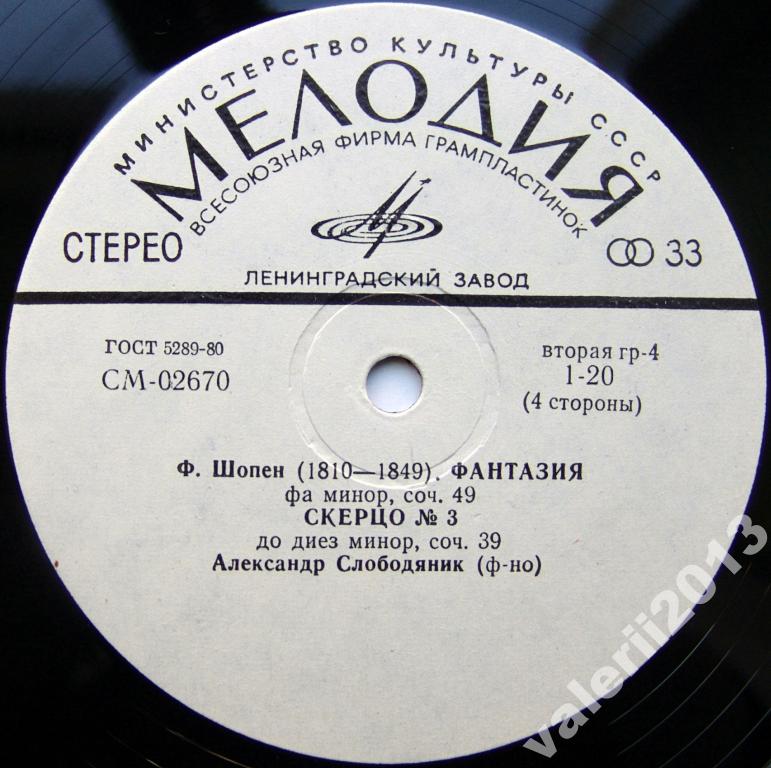 МИНИСТЕРСТВО КУЛЬТУРЫ СССР
МЕЛОДИЯ
ВСЕСОЮЗНАЯ ФИРМА ГРАМПЛАСТИНОК
СТЕРЕО
33
ЛЕНИНГРАДСКИЙ ЗАВОД
ГОСТ 5289-80
СМ-02670
вторая гр-4
1-20
(4 стороны)
Ф. Шопен (1810—1849). ФАНТАЗИЯ
фа минор, соч. 49
СКЕРЦО № 3
до диез минор, соч. 39
Александр Слободяник (ф-но)
valerii2013